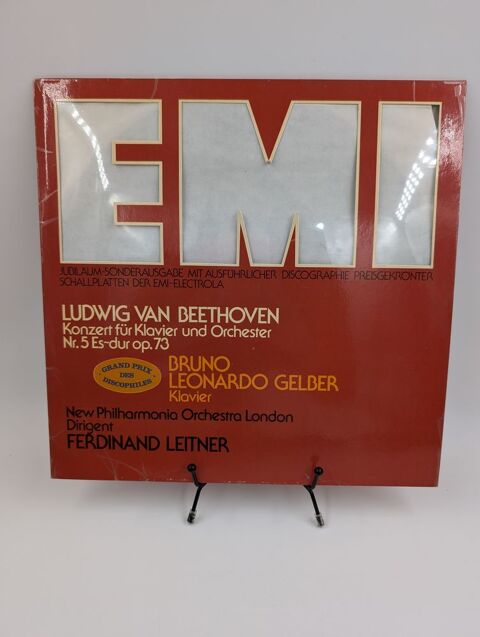 EMI
JUBILÄUM-SONDERAUSGABE MIT AUSFÜHRLICHER DISCOGRAPHIE PREISGEKRÖNTER
SCHALLPLATTEN DER EMI-ELECTROLA
LUDWIG VAN BEETHOVEN
Konzert für Klavier und Orchester
Nr. 5 Es-dur op. 73
GRAND PRIX
DES
DISCOPHILES
BRUNO
LEONARDO GELBER
Klavier
New Philharmonia Orchestra London
Dirigent
FERDINAND LEITNER